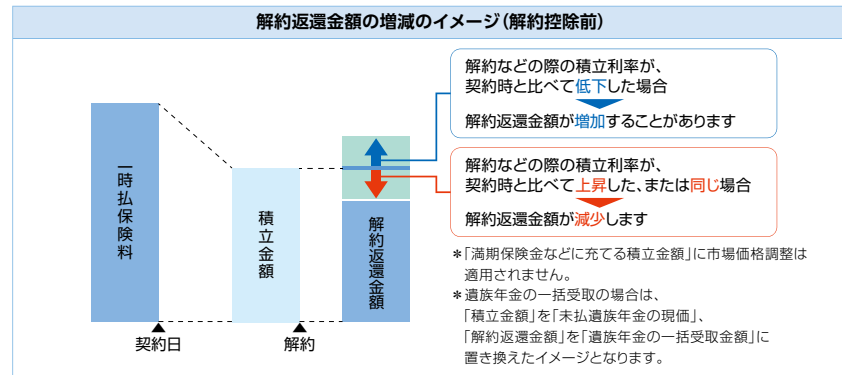 解約返還金額の増減のイメージ（解約控除前）
一時払保険料
積立金額
解約返還金額
契約日
解約
解約などの際の積立利率が、
契約時と比べて低下した場合
解約返還金額が増加することがあります
解約などの際の積立利率が、
契約時と比べて上昇した、または同じ場合
解約返還金額が減少します
＊「満期保険金などに充てる積立金額」に市場価格調整は
適用されません。
＊遺族年金の一括受取の場合は、
「積立金額」を「未払遺族年金の現価」、
「解約返還金額」を「遺族年金の一括受取金額」に
置き換えたイメージとなります。